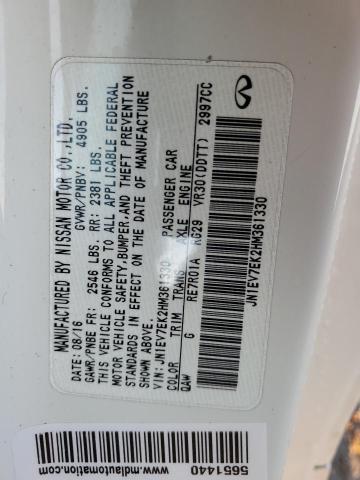 MANUFACTURED BY NISSAN MOTOR CO.,LTD.
DATE: 08/16 GVWR/PNBV: 4905 LBS.
GAWR/PNBE FR: 2546 LBS. RR: 2381 LBS.
THIS VEHICLE CONFORMS TO ALL APPLICABLE FEDERAL
MOTOR VEHICLE SAFETY, BUMPER, AND THEFT PREVENTION
STANDARDS IN EFFECT ON THE DATE OF MANUFACTURE
SHOWN ABOVE.
VIN: JN1EV7EK2HM361330 PASSENGER CAR
COLOR TRIM TRANS AXLE ENGINE
QAW G RE7R01A R629 VR30(DDTT) 2997CC
JN1EV7EK2HM361330
5651440
www.mdlautomation.com